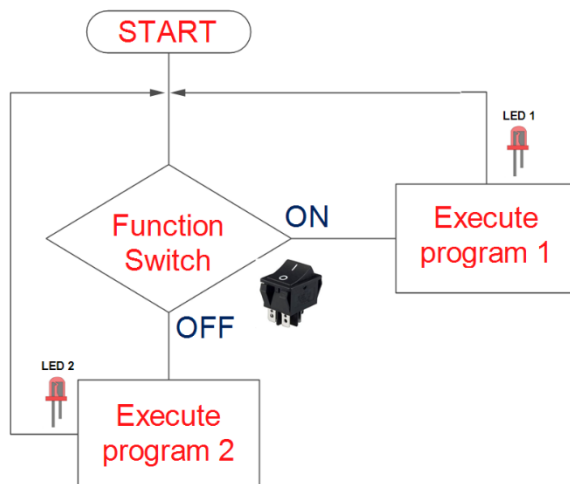 START
LED 1
Function
Switch
ON
Execute
program 1
OFF
LED 2
Execute
program 2